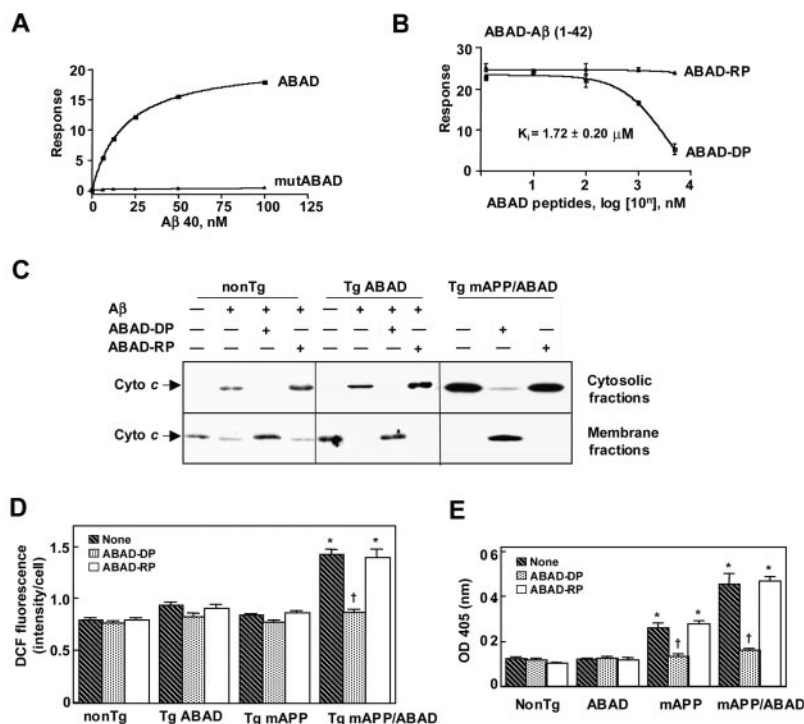 A
Response
20
15
10
5
0
ABAD
mutABAD
0 25 50 75 100 125
Aβ 40, nM
B
ABAD-Aβ (1-42)
Response
30
20
10
0
ABAD-RP
Ki = 1.72 ± 0.20 μM
ABAD-DP
1 2 3 4
ABAD peptides, log [10ⁿ], nM
C
nonTg Tg ABAD Tg mAPP/ABAD
Aβ — + + + — + + +
ABAD-DP — — + — — — + — — + —
ABAD-RP — — — + — — — + — — +
Cyto c Cytosolic fractions
Cyto c Membrane fractions
D
DCF fluorescence
(intensity/cell)
1.5
1.0
0.5
0
None
ABAD-DP
ABAD-RP
* † *
nonTg Tg ABAD Tg mAPP Tg mAPP/ABAD
E
OD 405 (nm)
0 6
0 4
0 2
0
None
ABAD-DP
ABAD-RP
* † * * † *
NonTg ABAD mAPP mAPP/ABAD